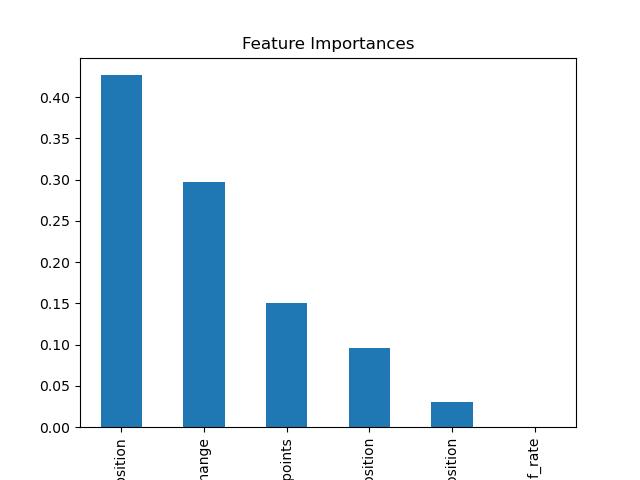 Feature Importances
0.40
0.35
0.30
0.25
0.20
0.15
0.10
0.05
0.00
osition
hange
points
osition
osition
f_rate